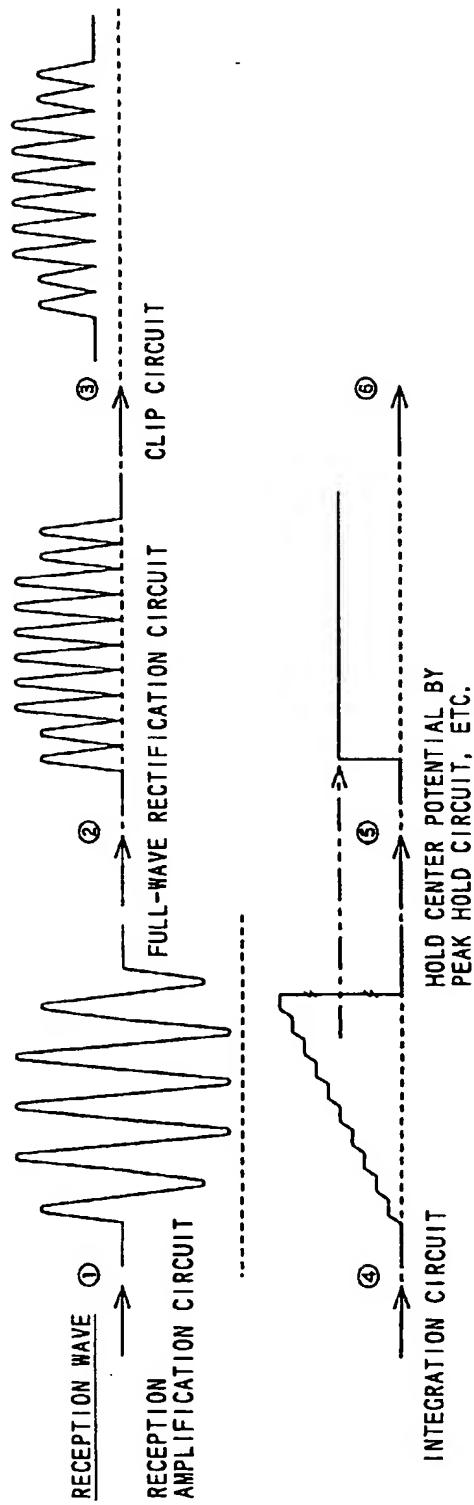 RECEPTION WAVE
①
RECEPTION
AMPLIFICATION CIRCUIT
②
FULL-WAVE RECTIFICATION CIRCUIT
③
CLIP CIRCUIT
④
INTEGRATION CIRCUIT
⑤
HOLD CENTER POTENTIAL BY
PEAK HOLD CIRCUIT, ETC.
⑥